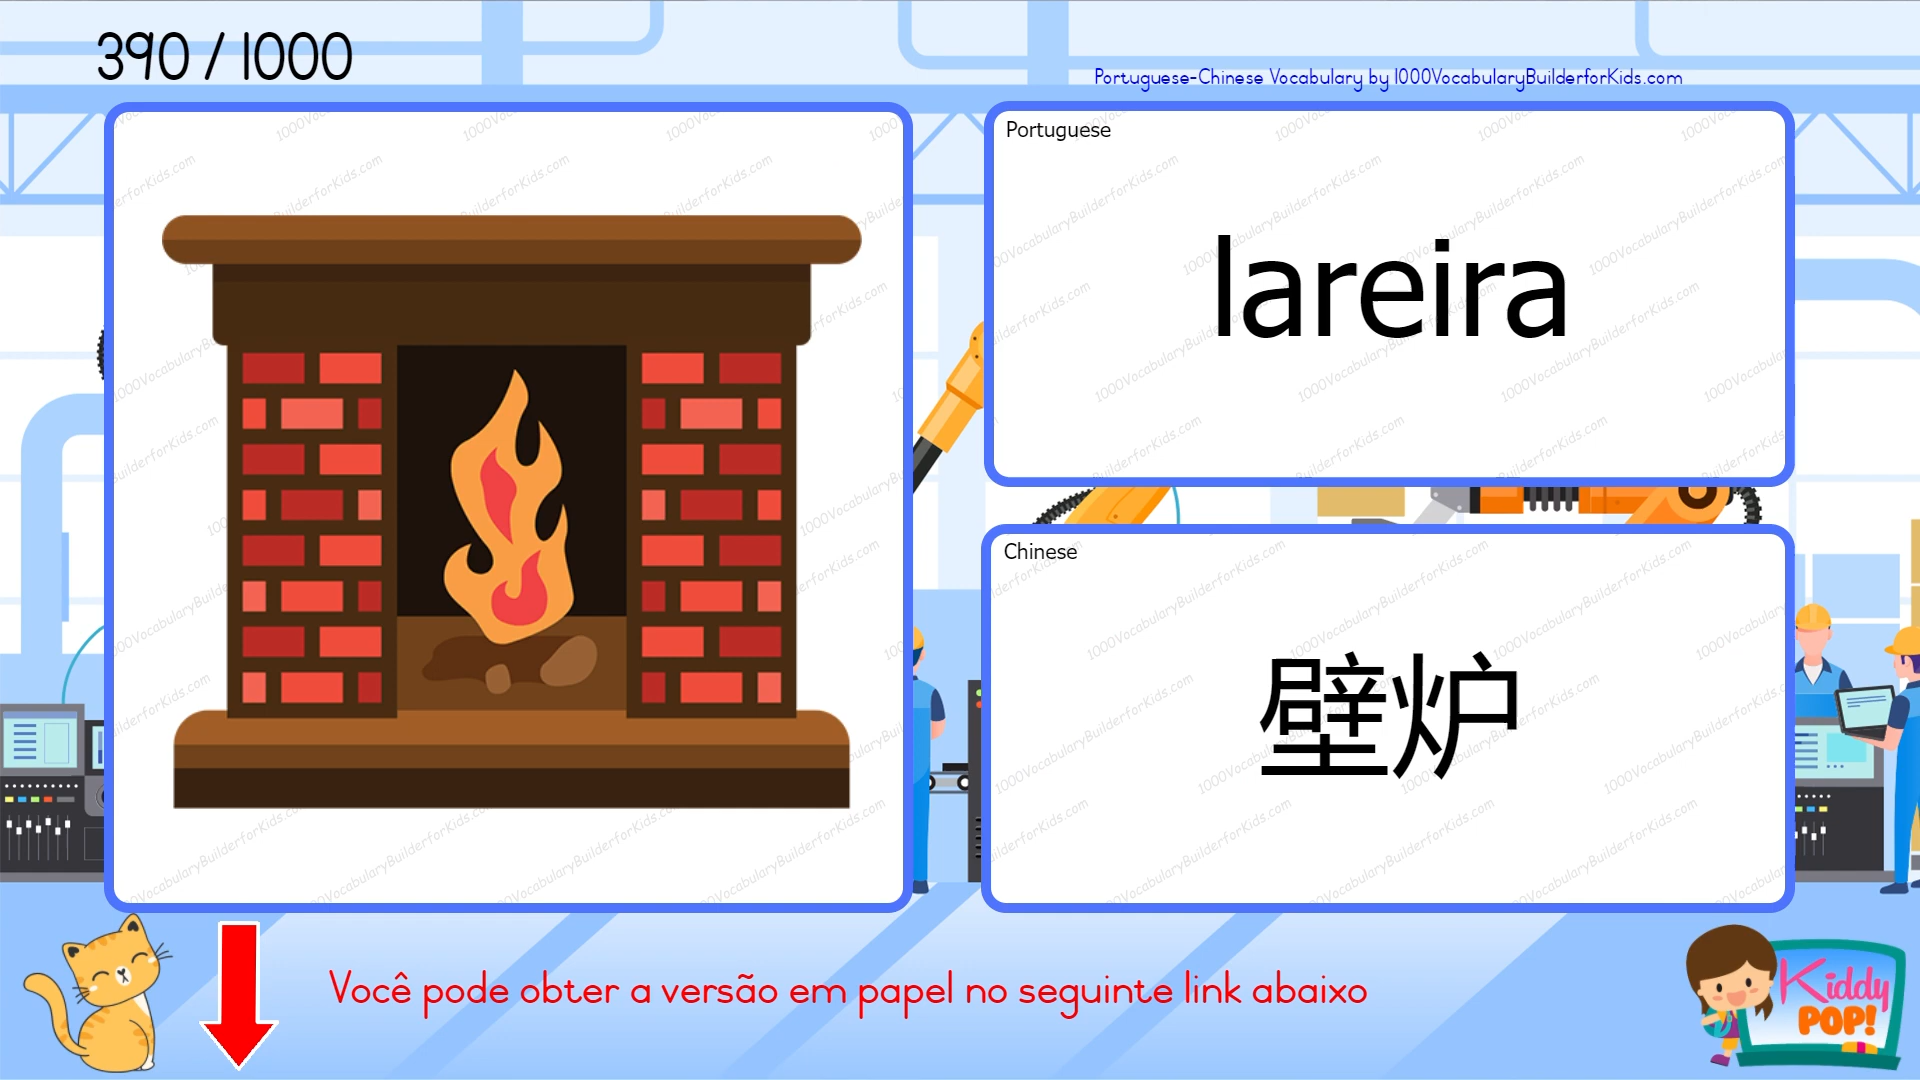 390 / 1000
Portuguese-Chinese Vocabulary by 1000VocabularyBuilderforKids.com
Portuguese
lareira
Chinese
壁炉
Você pode obter a versão em papel no seguinte link abaixo
Kiddy
POP!